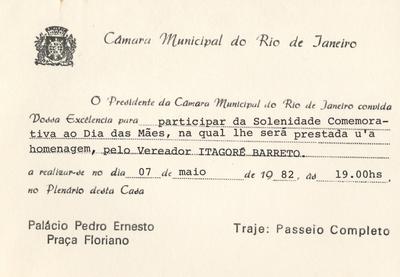 Câmara Municipal do Rio de Janeiro
O Presidente da Câmara Municipal do Rio de Janeiro convida
Vossa Excelência para participar da Solenidade Comemora-
tiva ao Dia das Mães, na qual lhe será prestada u'a
homenagem, pelo Vereador ITAGORÉ BARRETO.
a realizar-se no dia 07 de maio de 1982, às 19.00hs,
no Plenário desta Casa
Palácio Pedro Ernesto
Traje: Passeio Completo
Praça Floriano